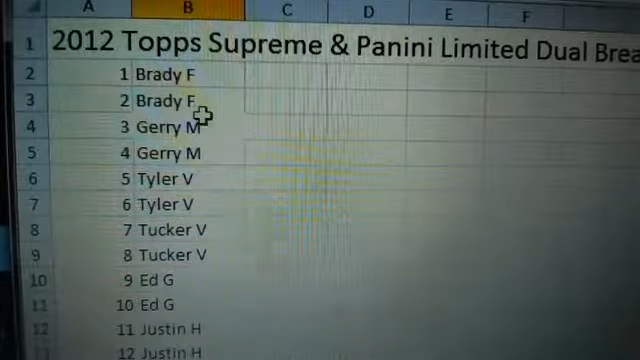 A B C D E F
1 2012 Topps Supreme & Panini Limited Dual Brea
2 1 Brady F
3 2 Brady F
4 3 Gerry M
5 4 Gerry M
6 5 Tyler V
7 6 Tyler V
8 7 Tucker V
9 8 Tucker V
10 9 Ed G
11 10 Ed G
12 11 Justin H
13 12 Justin H